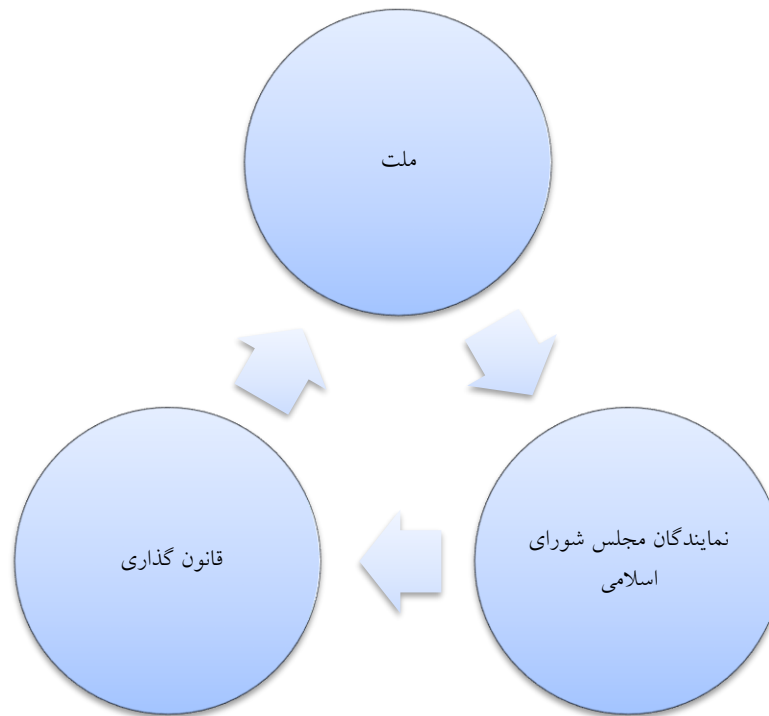 ملت
نمایندگان مجلس شورای
اسلامی
قانون گذاری